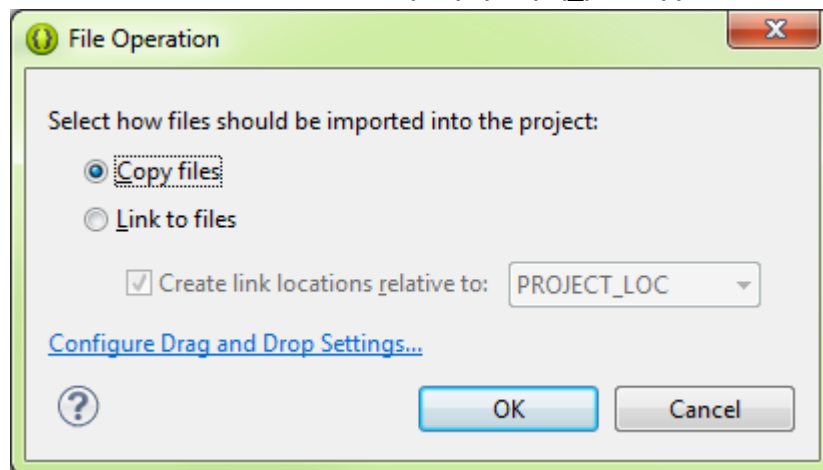 File Operation
Select how files should be imported into the project:
Copy files
Link to files
Create link locations relative to: PROJECT_LOC
Configure Drag and Drop Settings...
OK Cancel